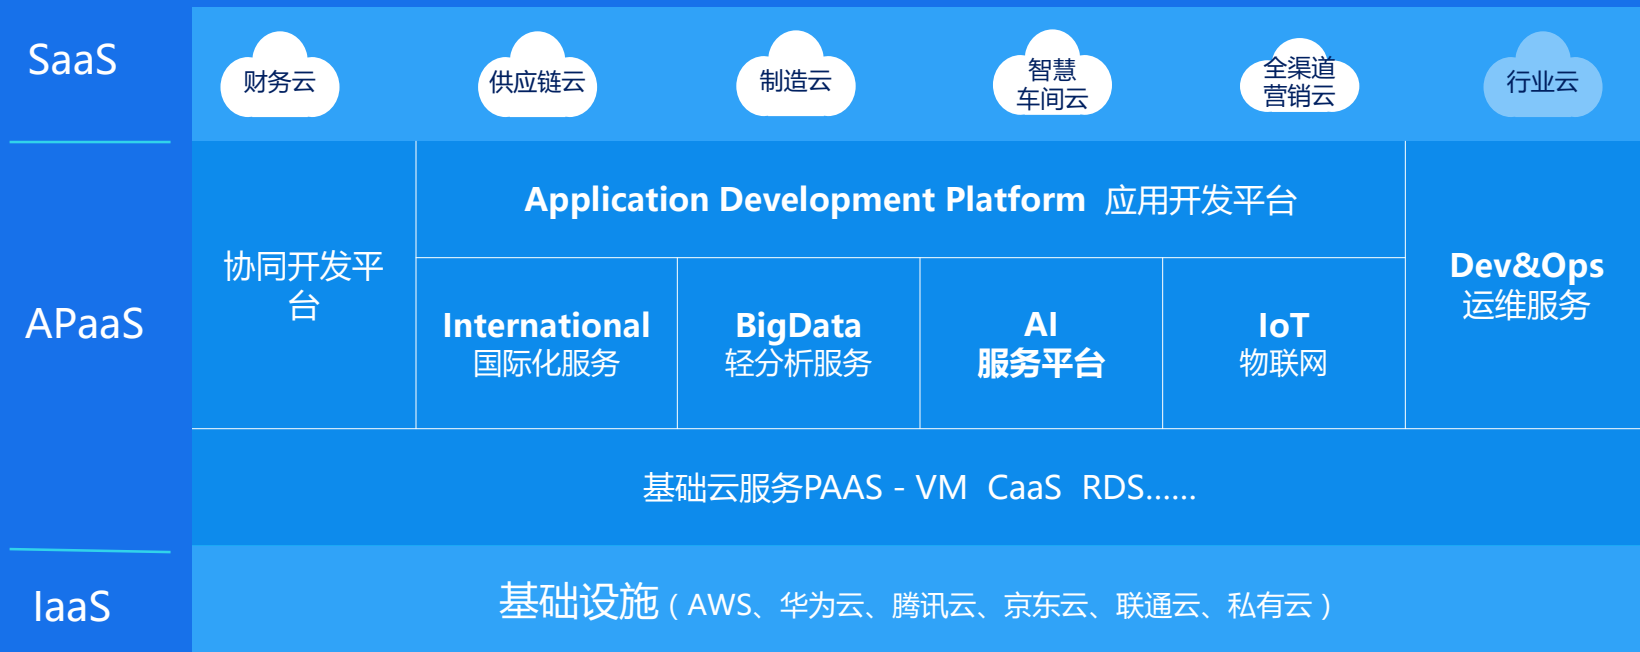 SaaS
财务云
供应链云
制造云
智慧
车间云
全渠道
营销云
行业云
APaaS
协同开发平
台
Application Development Platform 应用开发平台
International
国际化服务
BigData
轻分析服务
AI
服务平台
IoT
物联网
Dev&Ops
运维服务
基础云服务PAAS - VM CaaS RDS……
IaaS
基础设施（AWS、华为云、腾讯云、京东云、联通云、私有云）